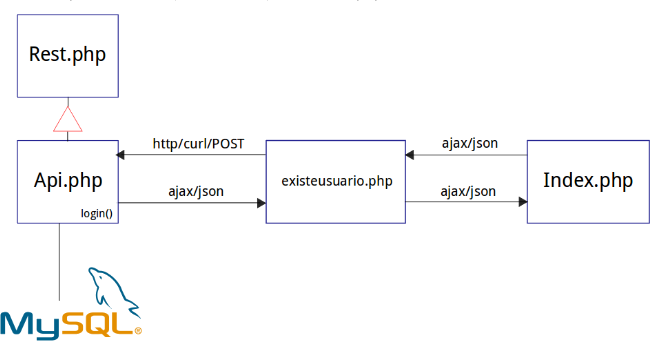 Rest.php
http/curl/POST
ajax/json
Api.php
existeusuario.php
Index.php
ajax/json
ajax/json
login()
MySQL®